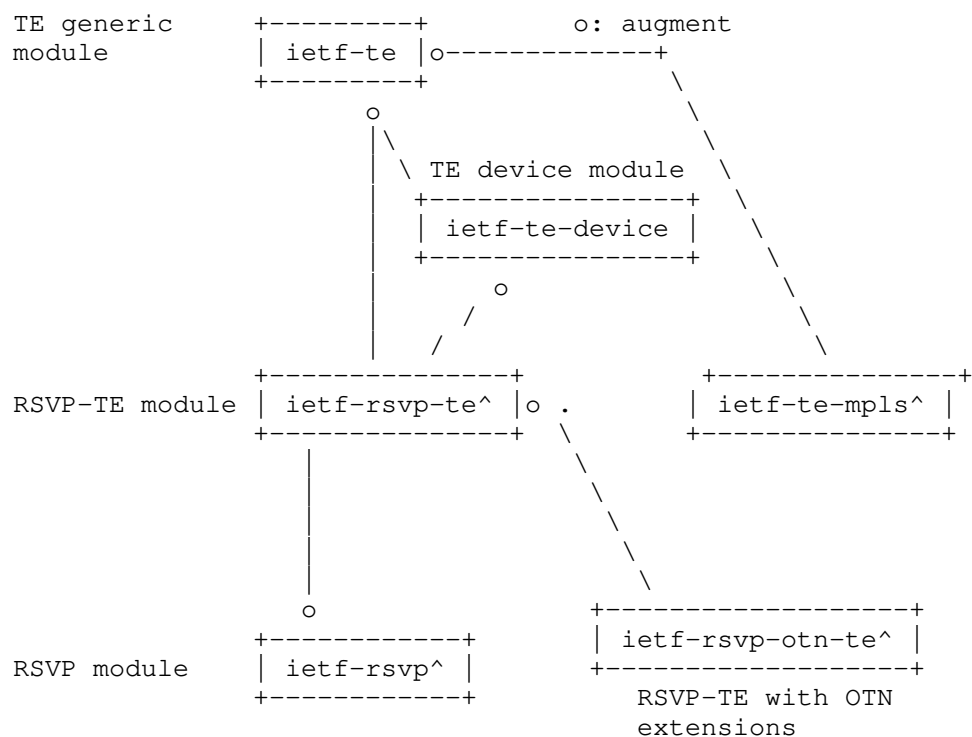 TE generic
module
ietf-te
o: augment
TE device module
ietf-te-device
RSVP-TE module
ietf-rsvp-te^
ietf-te-mpls^
RSVP module
ietf-rsvp^
ietf-rsvp-otn-te^
RSVP-TE with OTN
extensions